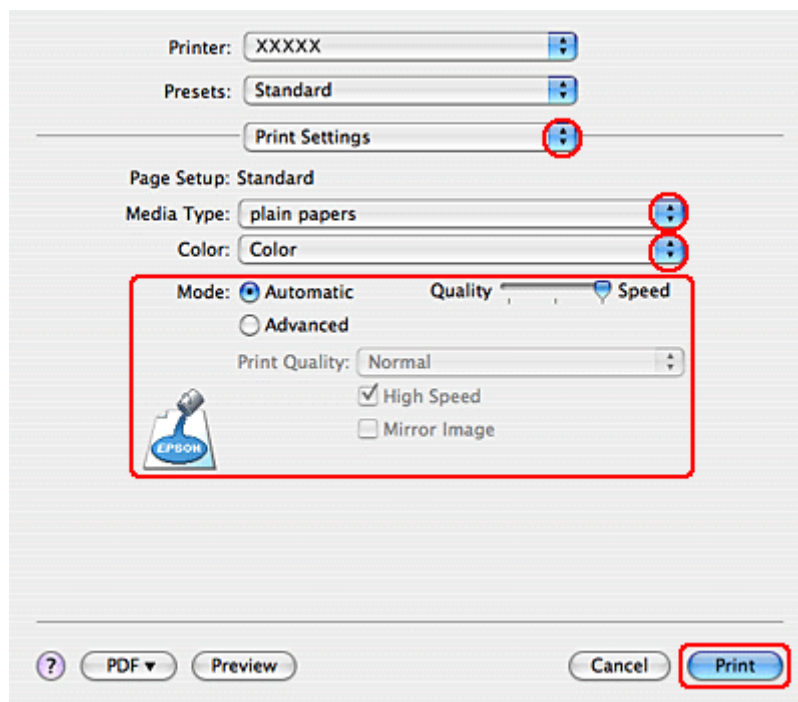 Printer: XXXXX
Presets: Standard
Print Settings
Page Setup: Standard
Media Type: plain papers
Color: Color
Mode: Automatic Quality Speed
Advanced
Print Quality: Normal
High Speed
Mirror Image
EPSON
? PDF ▼ Preview Cancel Print